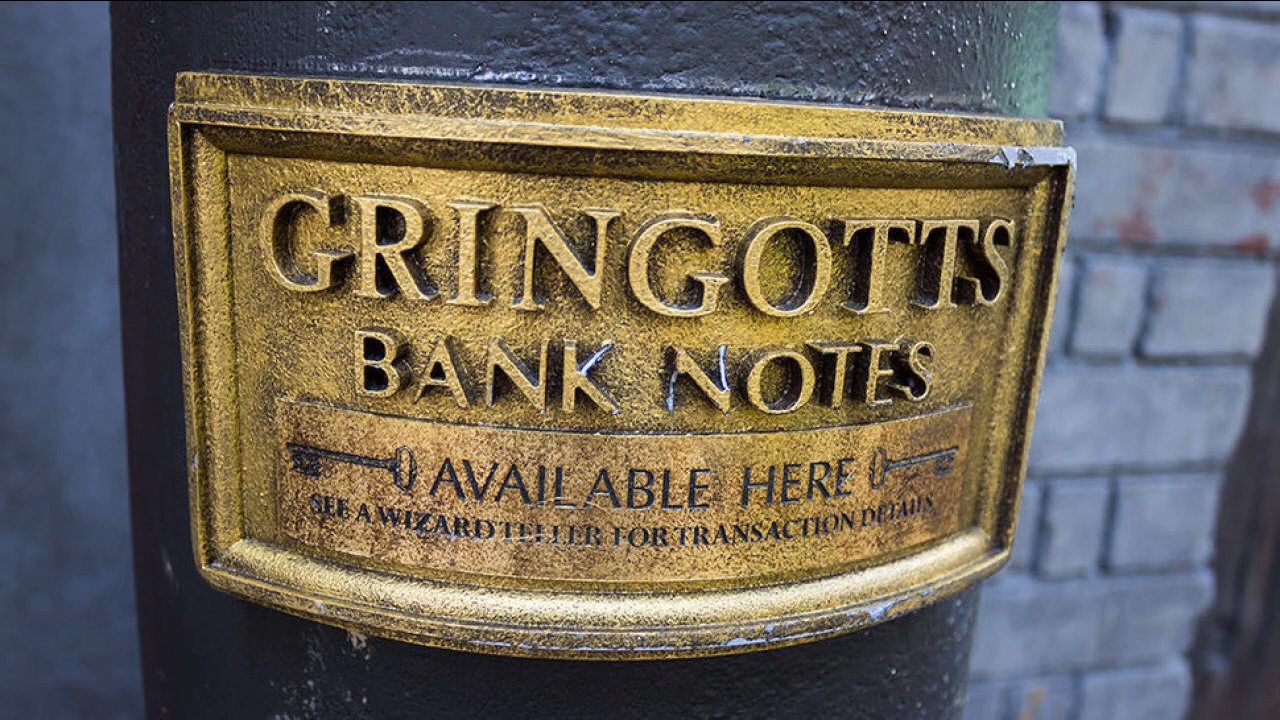 GRINGOTTS
BANK NOTES
AVAILABLE HERE
SEE A WIZARD TELLER FOR TRANSACTION DETAILS